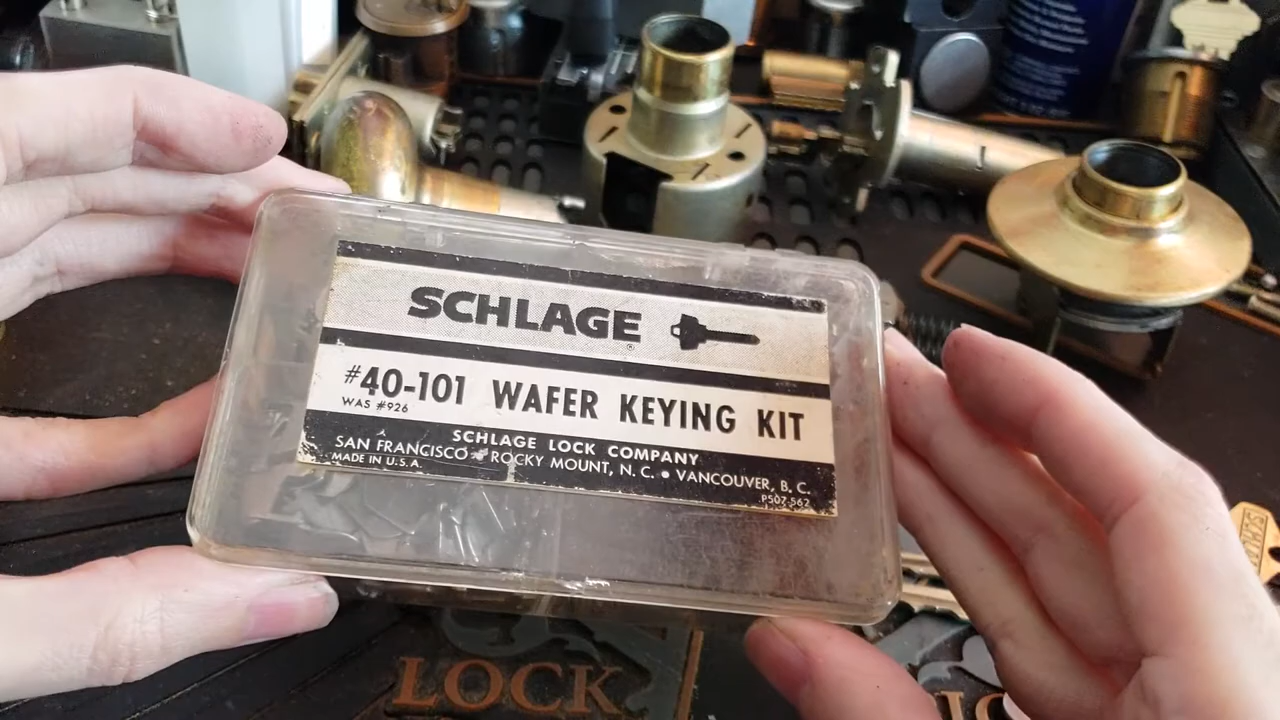 SCHLAGE
#40-101 WAFER KEYING KIT
WAS #926
SCHLAGE LOCK COMPANY
SAN FRANCISCO ROCKY MOUNT, N. C. • VANCOUVER, B. C.
MADE IN U.S.A.
P507-562
LOCK